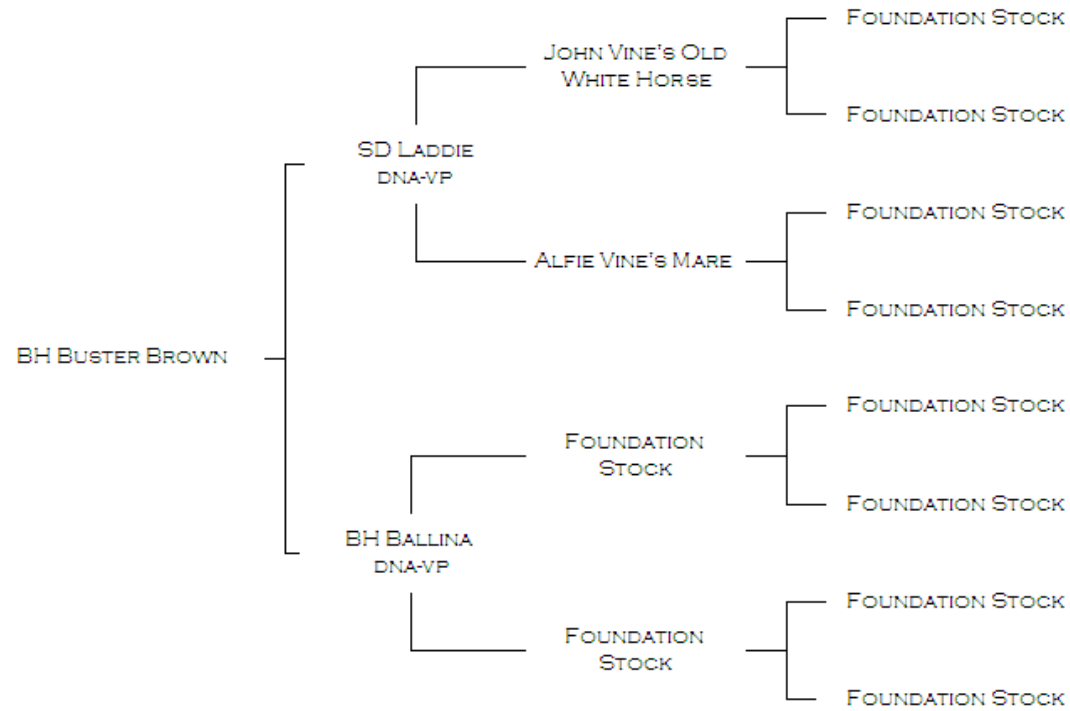 Foundation Stock
John Vine's Old
White Horse
Foundation Stock
SD Laddie
DNA-VP
Foundation Stock
Alfie Vine's Mare
Foundation Stock
BH Buster Brown
Foundation Stock
Foundation
Stock
Foundation Stock
BH Ballina
DNA-VP
Foundation Stock
Foundation
Stock
Foundation Stock